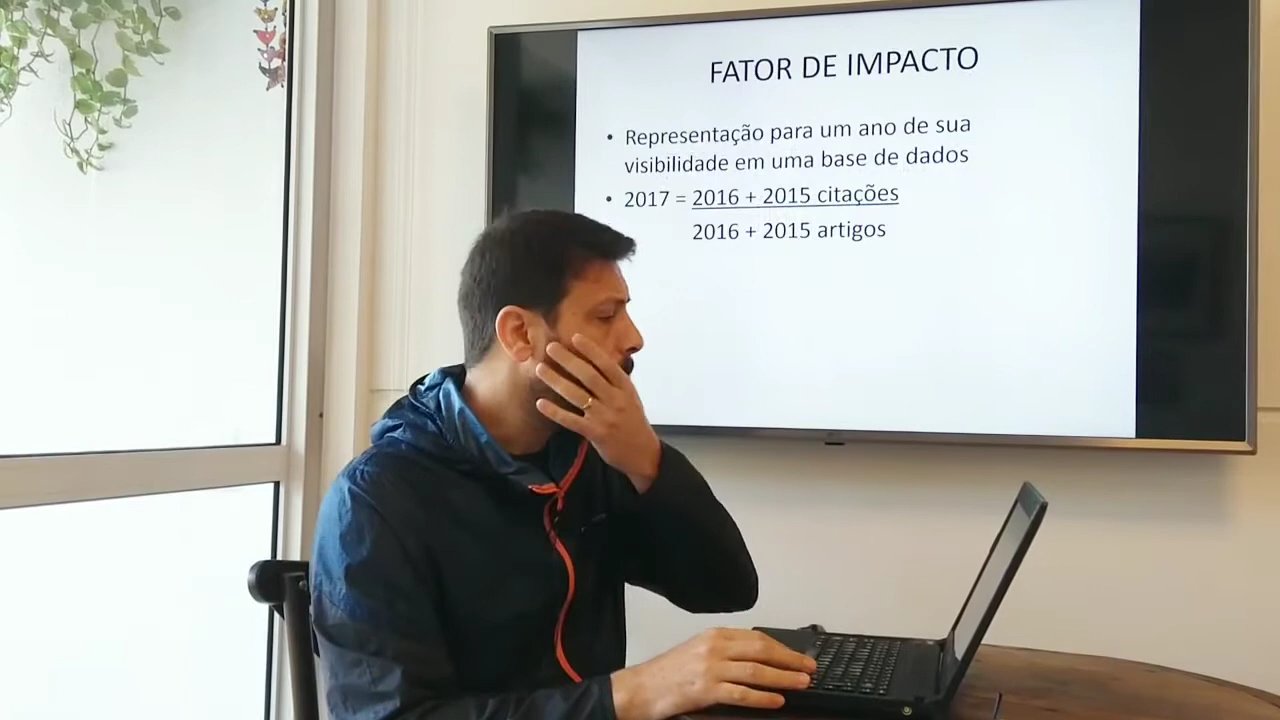 FATOR DE IMPACTO
• Representação para um ano de sua
visibilidade em uma base de dados
• 2017 = 2016 + 2015 citações
2016 + 2015 artigos